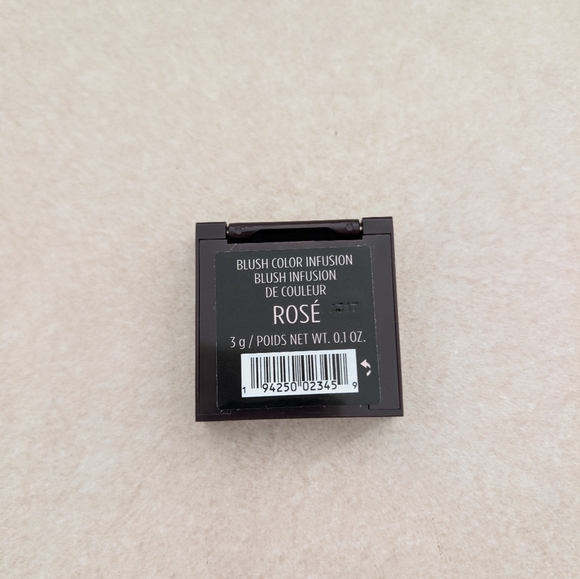 BLUSH COLOR INFUSION
BLUSH INFUSION
DE COULEUR
ROSÉ
3 g / POIDS NET WT. 0.1 OZ.
1 94250 02345 9